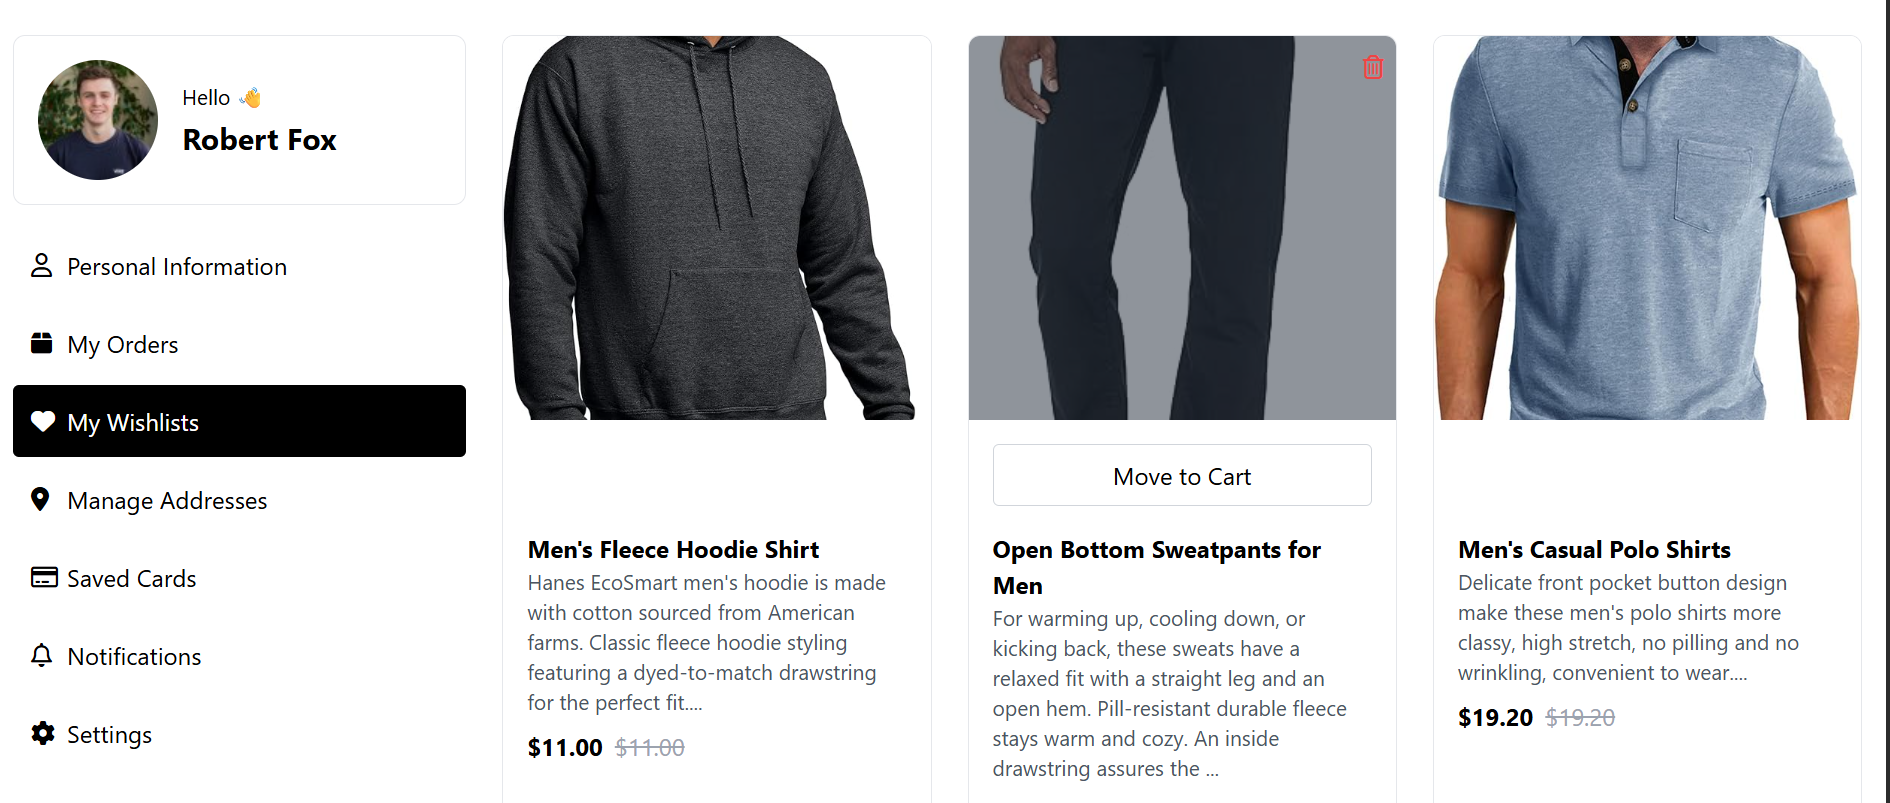 Hello 👋
Robert Fox
Personal Information
My Orders
My Wishlists
Manage Addresses
Saved Cards
Notifications
Settings
Men's Fleece Hoodie Shirt
Hanes EcoSmart men's hoodie is made
with cotton sourced from American
farms. Classic fleece hoodie styling
featuring a dyed-to-match drawstring
for the perfect fit....
$11.00 $11.00
Move to Cart
Open Bottom Sweatpants for
Men
For warming up, cooling down, or
kicking back, these sweats have a
relaxed fit with a straight leg and an
open hem. Pill-resistant durable fleece
stays warm and cozy. An inside
drawstring assures the ...
Men's Casual Polo Shirts
Delicate front pocket button design
make these men's polo shirts more
classy, high stretch, no pilling and no
wrinkling, convenient to wear....
$19.20 $19.20